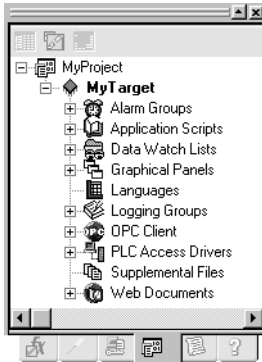 MyProject
MyTarget
Alarm Groups
Application Scripts
Data Watch Lists
Graphical Panels
Languages
Logging Groups
OPC Client
PLC Access Drivers
Supplemental Files
Web Documents